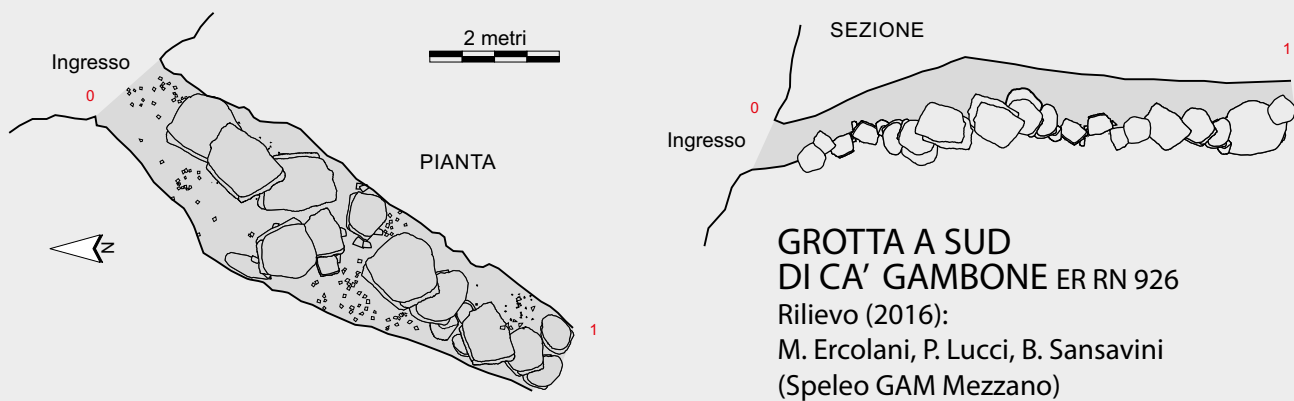 Ingresso
0
2 metri
PIANTA
N
1
SEZIONE
1
0
Ingresso
GROTTA A SUD
DI CA' GAMBONE ER RN 926
Rilievo (2016):
M. Ercolani, P. Lucci, B. Sansavini
(Speleo GAM Mezzano)